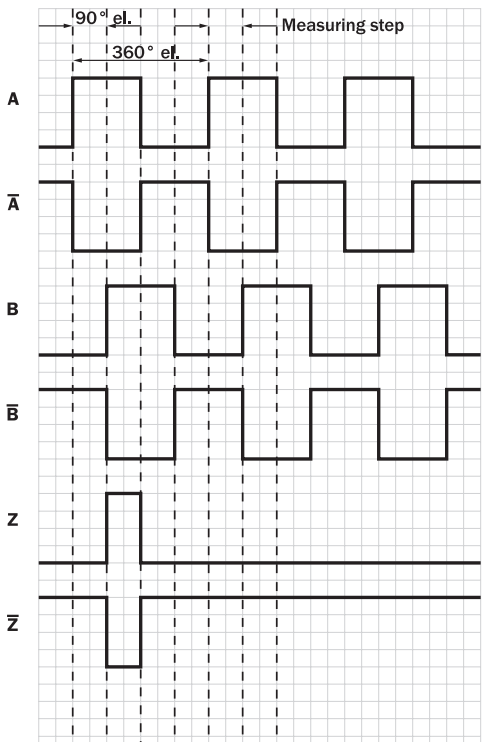 90° el.
Measuring step
360° el.
A
A̅
B
B̅
Z
Z̅